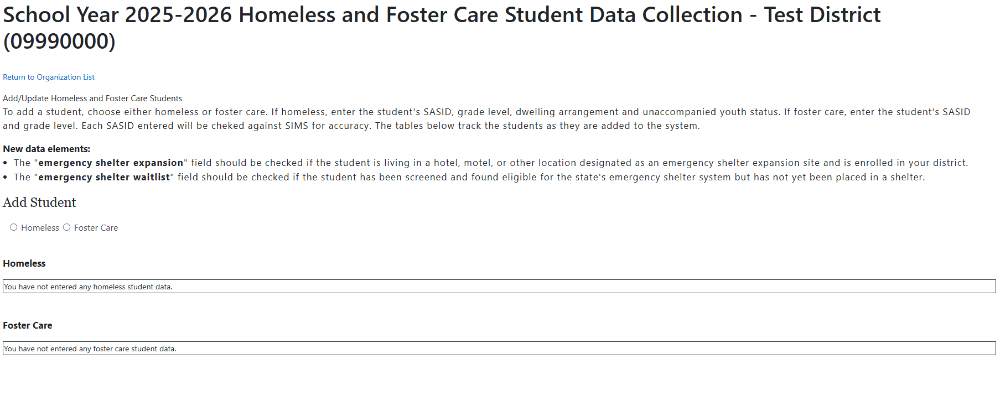 School Year 2025-2026 Homeless and Foster Care Student Data Collection - Test District
(09990000)
Return to Organization List
Add/Update Homeless and Foster Care Students
To add a student, choose either homeless or foster care. If homeless, enter the student's SASID, grade level, dwelling arrangement and unaccompanied youth status. If foster care, enter the student's SASID
and grade level. Each SASID entered will be cheked against SIMS for accuracy. The tables below track the students as they are added to the system.
New data elements:
• The "emergency shelter expansion" field should be checked if the student is living in a hotel, motel, or other location designated as an emergency shelter expansion site and is enrolled in your district.
• The "emergency shelter waitlist" field should be checked if the student has been screened and found eligible for the state's emergency shelter system but has not yet been placed in a shelter.
Add Student
Homeless Foster Care
Homeless
You have not entered any homeless student data.
Foster Care
You have not entered any foster care student data.